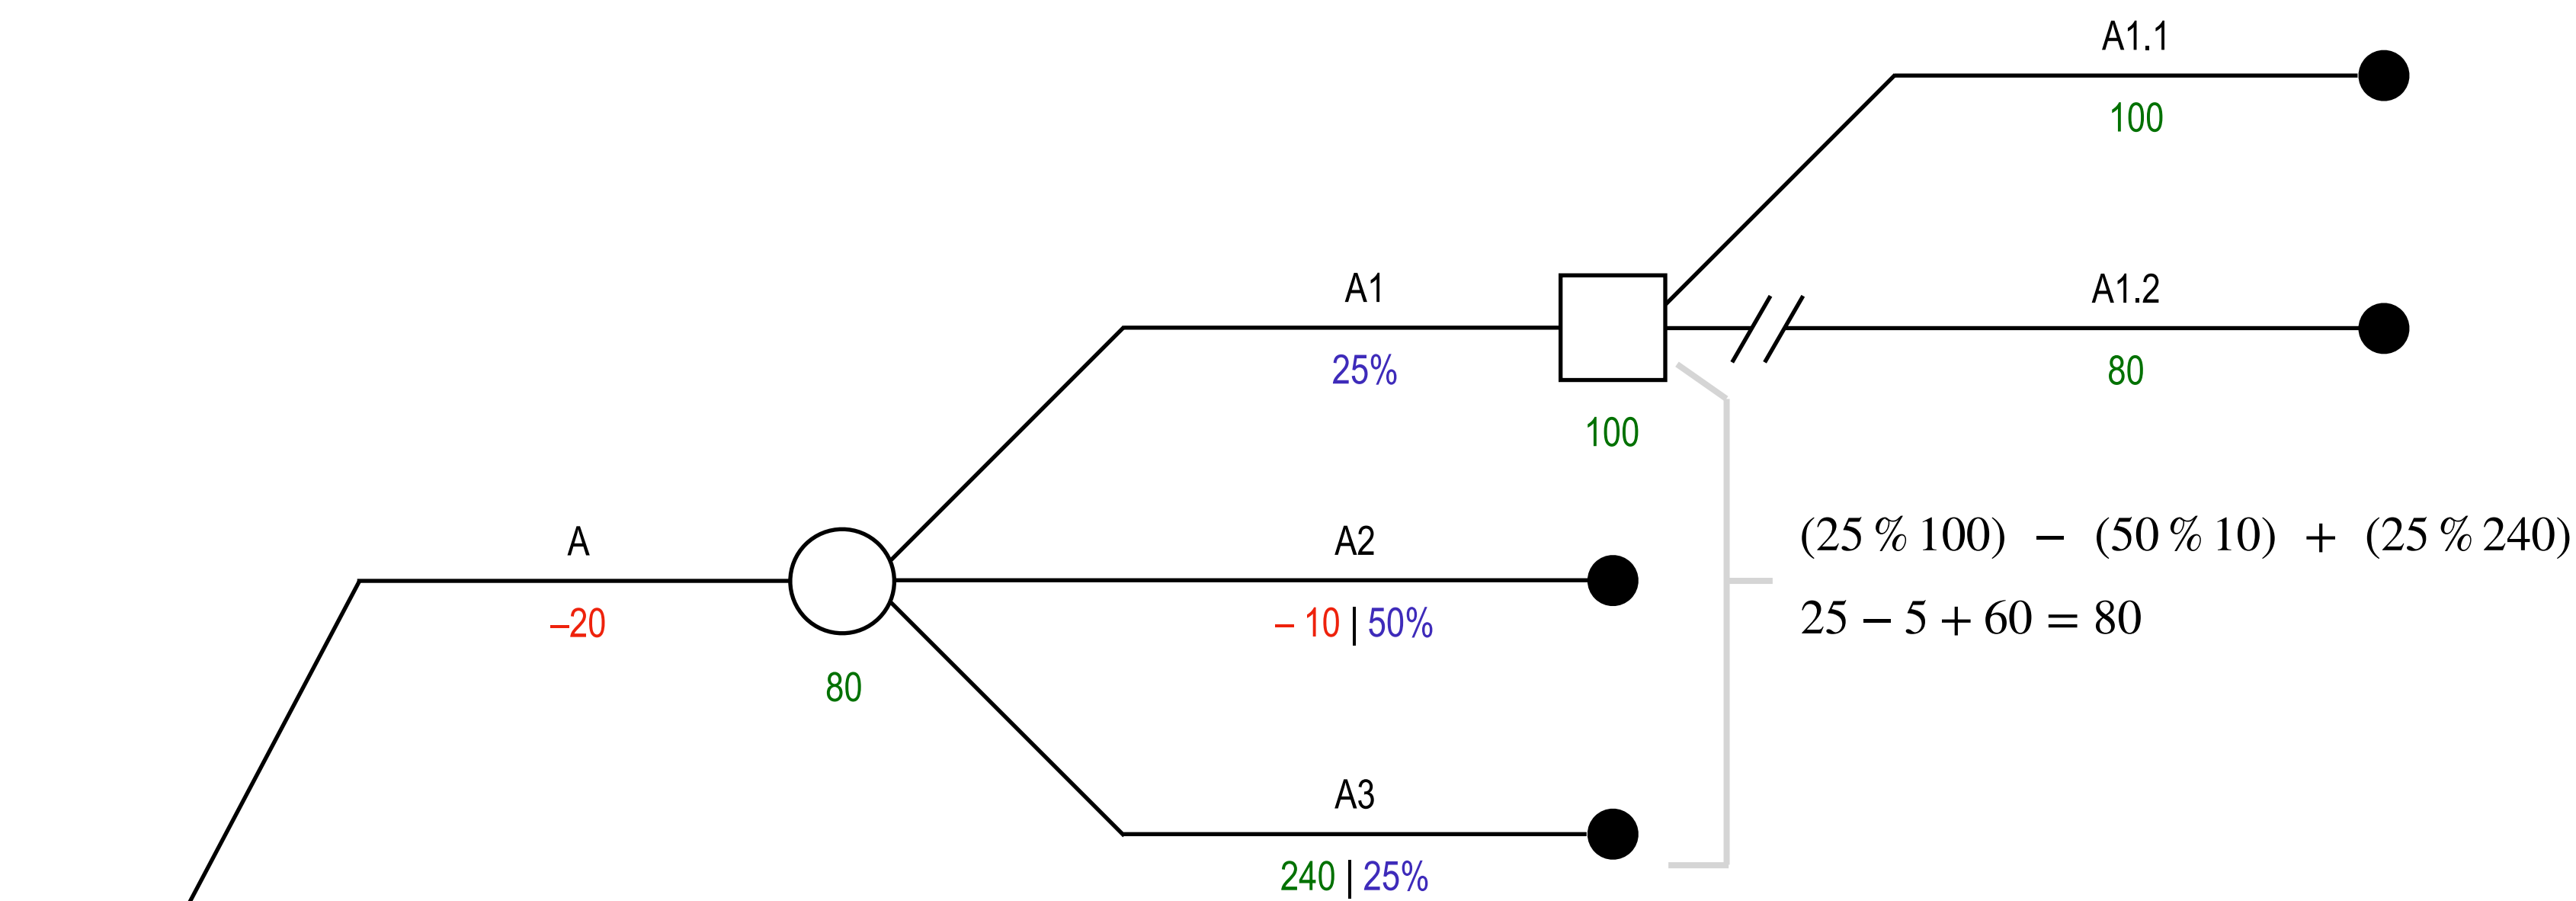 A1.1
100
A1
A1.2
25%
80
100
A
A2
(25 % 100) − (50 % 10) + (25 % 240)
–20
– 10 | 50%
25 − 5 + 60 = 80
80
A3
240 | 25%